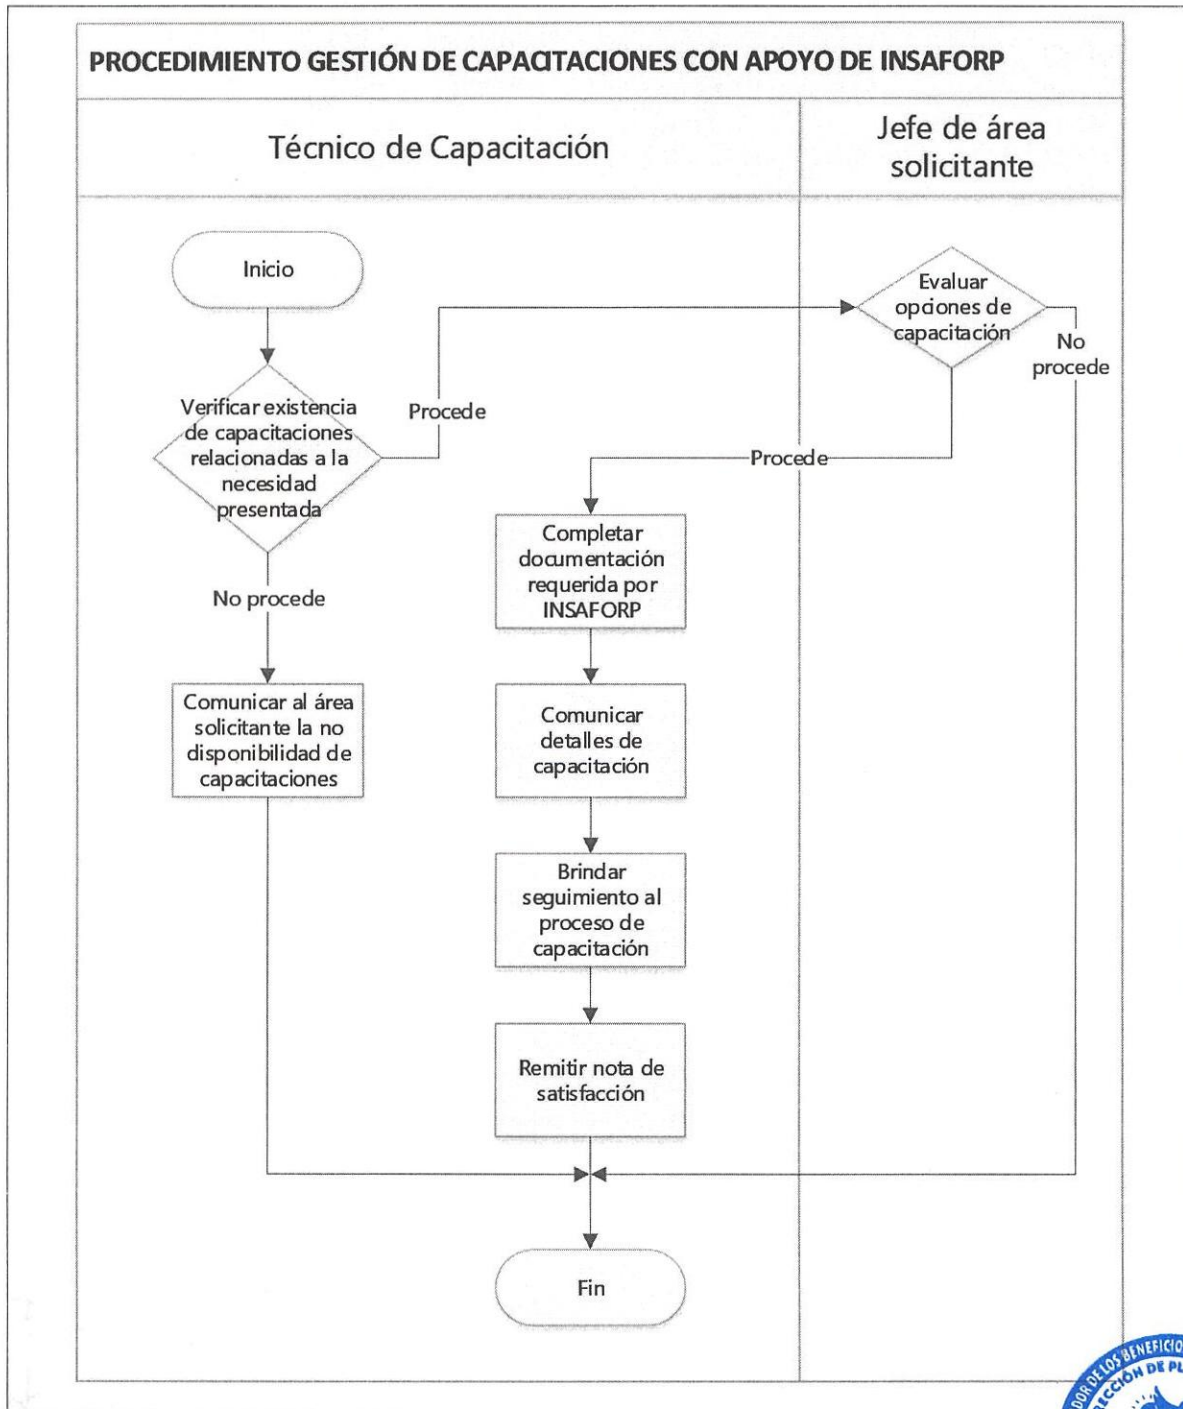 PROCEDIMIENTO GESTIÓN DE CAPACITACIONES CON APOYO DE INSAFORP
Técnico de Capacitación
Jefe de área
solicitante
Inicio
Evaluar
opciones de
capacitación
No
procede
Verificar existencia
de capacitaciones
relacionadas a la
necesidad
presentada
Procede
Procede
Completar
documentación
requerida por
INSAFORP
No procede
Comunicar al área
solicitante la no
disponibilidad de
capacitaciones
Comunicar
detalles de
capacitación
Brindar
seguimiento al
proceso de
capacitación
Remitir nota de
satisfacción
Fin
DE LOS
DE